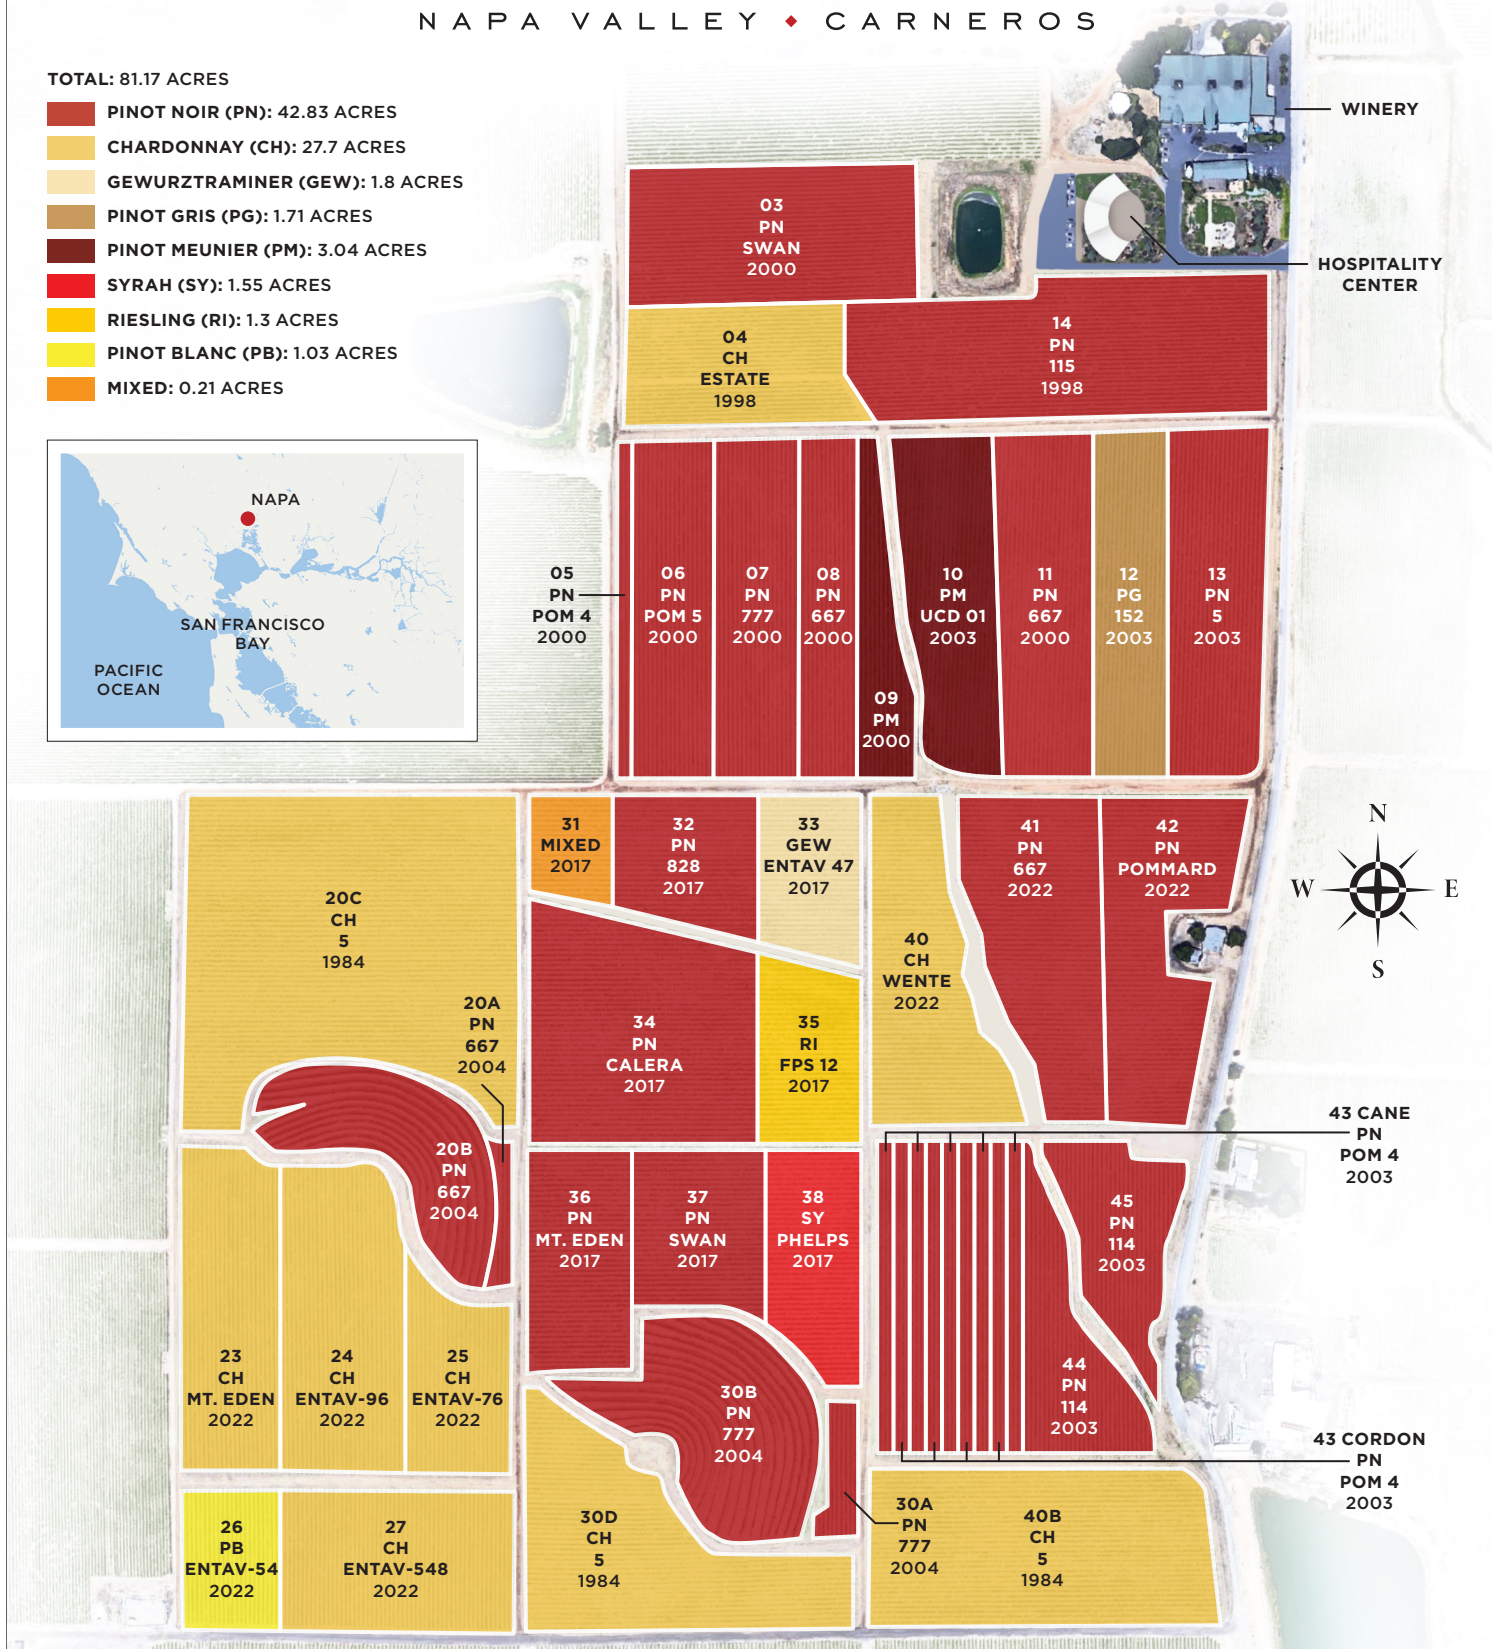 NAPA VALLEY ♦ CARNEROS
TOTAL: 81.17 ACRES
PINOT NOIR (PN): 42.83 ACRES
CHARDONNAY (CH): 27.7 ACRES
GEWURZTRAMINER (GEW): 1.8 ACRES
PINOT GRIS (PG): 1.71 ACRES
PINOT MEUNIER (PM): 3.04 ACRES
SYRAH (SY): 1.55 ACRES
RIESLING (RI): 1.3 ACRES
PINOT BLANC (PB): 1.03 ACRES
MIXED: 0.21 ACRES
WINERY
HOSPITALITY
CENTER
NAPA
SAN FRANCISCO
BAY
PACIFIC
OCEAN
03
PN
SWAN
2000
04
CH
ESTATE
1998
14
PN
115
1998
05
PN
POM 4
2000
06
PN
POM 5
2000
07
PN
777
2000
08
PN
667
2000
09
PM
2000
10
PM
UCD 01
2003
11
PN
667
2000
12
PG
152
2003
13
PN
5
2003
N
W
E
S
20C
CH
5
1984
31
MIXED
2017
32
PN
828
2017
33
GEW
ENTAV 47
2017
40
CH
WENTE
2022
41
PN
667
2022
42
PN
POMMARD
2022
20A
PN
667
2004
34
PN
CALERA
2017
35
RI
FPS 12
2017
20B
PN
667
2004
36
PN
MT. EDEN
2017
37
PN
SWAN
2017
38
SY
PHELPS
2017
43 CANE
PN
POM 4
2003
45
PN
114
2003
23
CH
MT. EDEN
2022
24
CH
ENTAV-96
2022
25
CH
ENTAV-76
2022
30B
PN
777
2004
44
PN
114
2003
43 CORDON
PN
POM 4
2003
26
PB
ENTAV-54
2022
27
CH
ENTAV-548
2022
30D
CH
5
1984
30A
PN
777
2004
40B
CH
5
1984